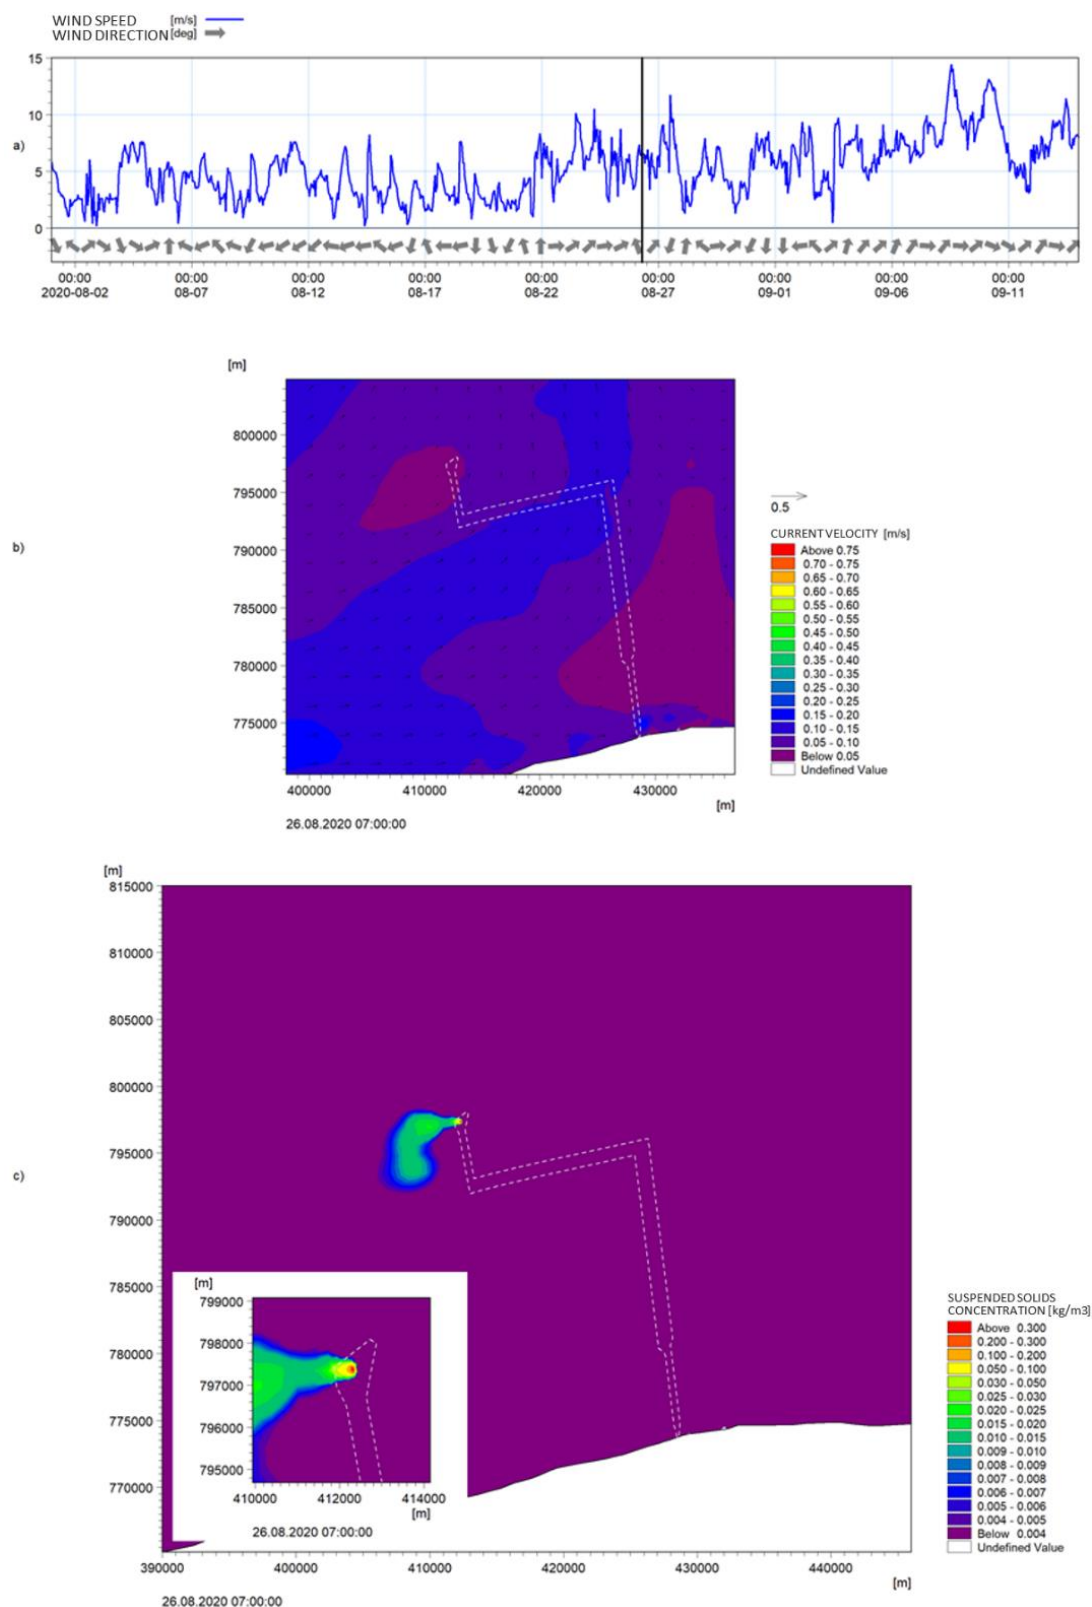 WIND SPEED [m/s]
WIND DIRECTION [deg]
a)
15
10
5
0
00:00 00:00 00:00 00:00 00:00 00:00 00:00 00:00 00:00
2020-08-02 08-07 08-12 08-17 08-22 08-27 09-01 09-06 09-11
[m]
800000
795000
790000
785000
780000
775000
b)
400000 410000 420000 430000
[m]
26.08.2020 07:00:00
0.5
CURRENT VELOCITY [m/s]
Above 0.75
0.70 - 0.75
0.65 - 0.70
0.60 - 0.65
0.55 - 0.60
0.50 - 0.55
0.45 - 0.50
0.40 - 0.45
0.35 - 0.40
0.30 - 0.35
0.25 - 0.30
0.20 - 0.25
0.15 - 0.20
0.10 - 0.15
0.05 - 0.10
Below 0.05
Undefined Value
[m]
815000
810000
805000
800000
795000
790000
785000
780000
775000
770000
c)
390000 400000 410000 420000 430000 440000
[m]
26.08.2020 07:00:00
[m]
799000
798000
797000
796000
795000
410000 412000 414000
[m]
26.08.2020 07:00:00
SUSPENDED SOLIDS
CONCENTRATION [kg/m3]
Above 0.300
0.200 - 0.300
0.100 - 0.200
0.050 - 0.100
0.030 - 0.050
0.025 - 0.030
0.020 - 0.025
0.015 - 0.020
0.010 - 0.015
0.009 - 0.010
0.008 - 0.009
0.007 - 0.008
0.006 - 0.007
0.005 - 0.006
0.004 - 0.005
Below 0.004
Undefined Value